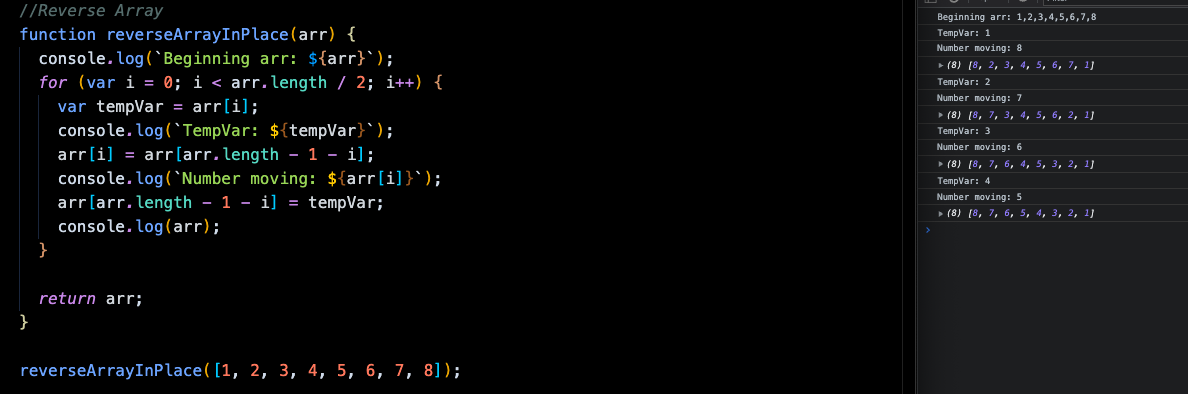 //Reverse Array
function reverseArrayInPlace(arr) {
  console.log(`Beginning arr: ${arr}`);
  for (var i = 0; i < arr.length / 2; i++) {
    var tempVar = arr[i];
    console.log(`TempVar: ${tempVar}`);
    arr[i] = arr[arr.length - 1 - i];
    console.log(`Number moving: ${arr[i]}`);
    arr[arr.length - 1 - i] = tempVar;
    console.log(arr);
  }
  return arr;
}
reverseArrayInPlace([1, 2, 3, 4, 5, 6, 7, 8]);
Beginning arr: 1,2,3,4,5,6,7,8
TempVar: 1
Number moving: 8
▶(8) [8, 2, 3, 4, 5, 6, 7, 1]
TempVar: 2
Number moving: 7
▶(8) [8, 7, 3, 4, 5, 6, 2, 1]
TempVar: 3
Number moving: 6
▶(8) [8, 7, 6, 4, 5, 3, 2, 1]
TempVar: 4
Number moving: 5
▶(8) [8, 7, 6, 5, 4, 3, 2, 1]
>